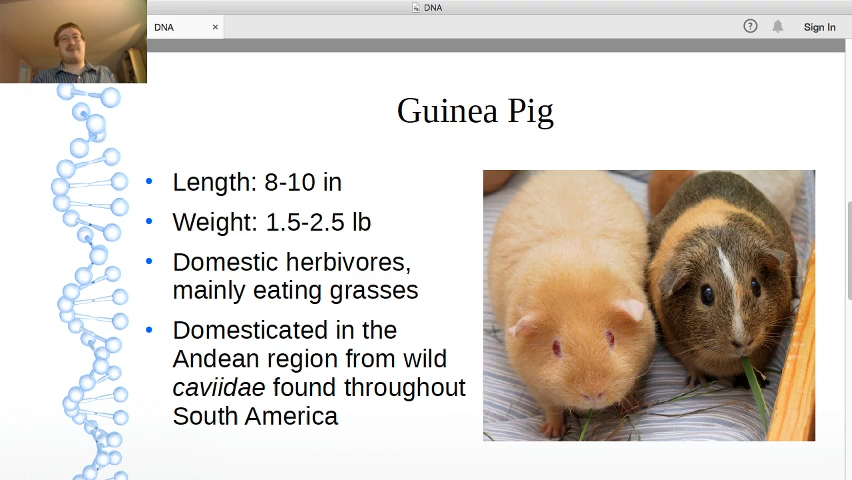 DNA
DNA ×
? Sign In
Guinea Pig
• Length: 8-10 in
• Weight: 1.5-2.5 lb
• Domestic herbivores,
mainly eating grasses
• Domesticated in the
Andean region from wild
caviidae found throughout
South America